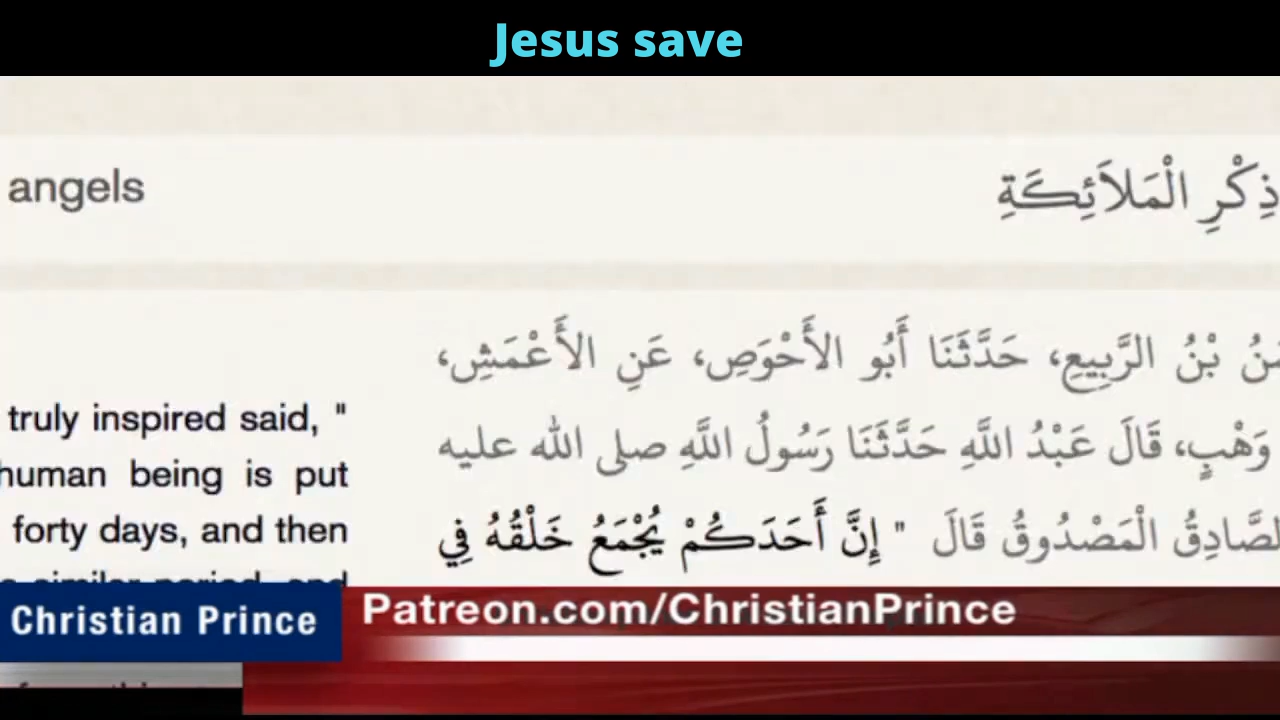 Jesus save
angels
ذِكْرِ الْمَلاَئِكَةِ
truly inspired said, "
human being is put
forty days, and then
بْنُ الرَّبِيعِ، حَدَّثَنَا أَبُو الأَحْوَصِ، عَنِ الأَعْمَشِ،
وَهْبٍ، قَالَ عَبْدُ اللَّهِ حَدَّثَنَا رَسُولُ اللَّهِ صلى الله عليه
الصَّادِقُ الْمَصْدُوقُ قَالَ " إِنَّ أَحَدَكُمْ يُجْمَعُ خَلْقُهُ فِي
Christian Prince
Patreon.com/ChristianPrince